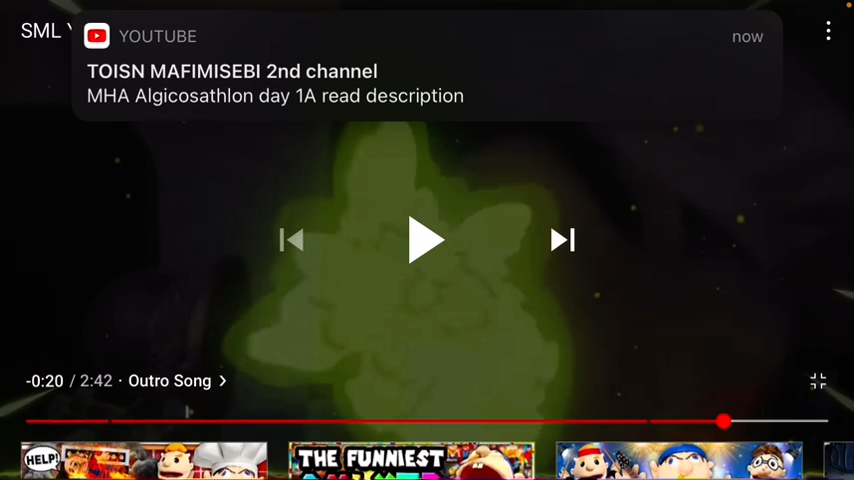 SML
YOUTUBE
now
TOISN MAFIMISEBI 2nd channel
MHA Algicosathlon day 1A read description
-0:20 / 2:42 · Outro Song
HELP!
THE FUNNIEST